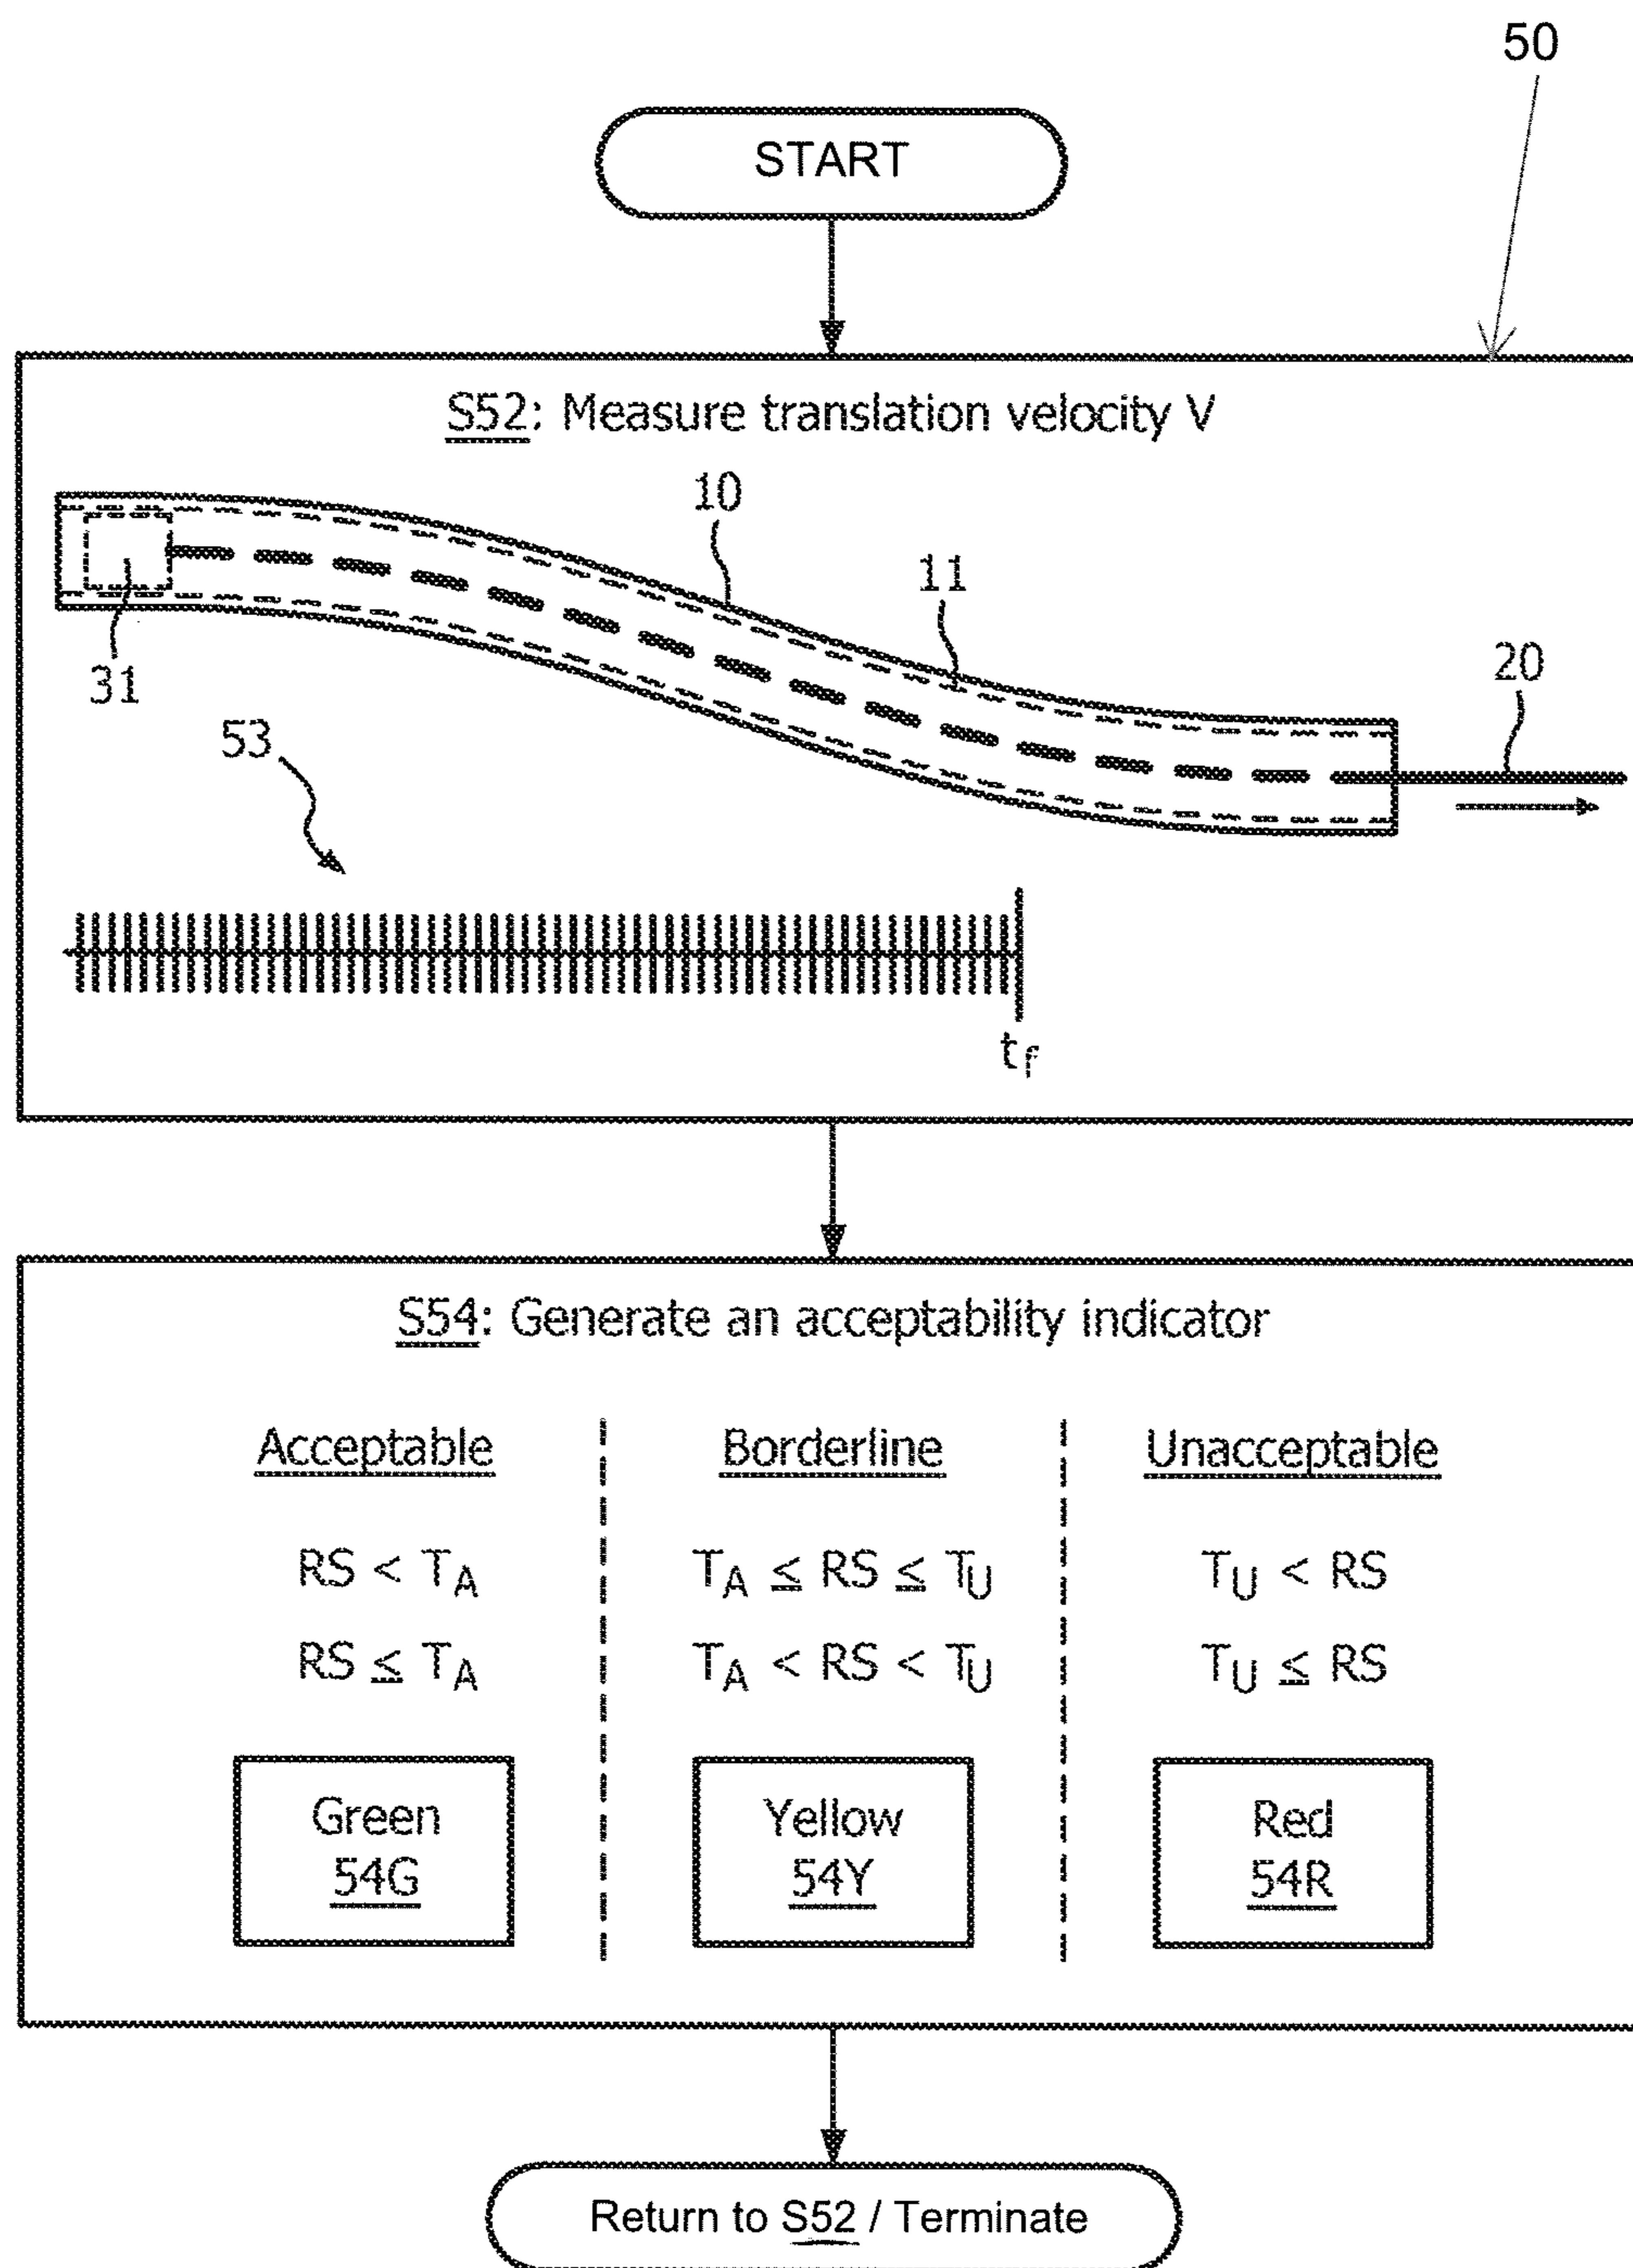 50
START
S52: Measure translation velocity V
10
11
31
20
53
tf
S54: Generate an acceptability indicator
Acceptable Borderline Unacceptable
RS < TA TA ≤ RS ≤ TU TU < RS
RS ≤ TA TA < RS < TU TU ≤ RS
Green Yellow Red
54G 54Y 54R
Return to S52 / Terminate